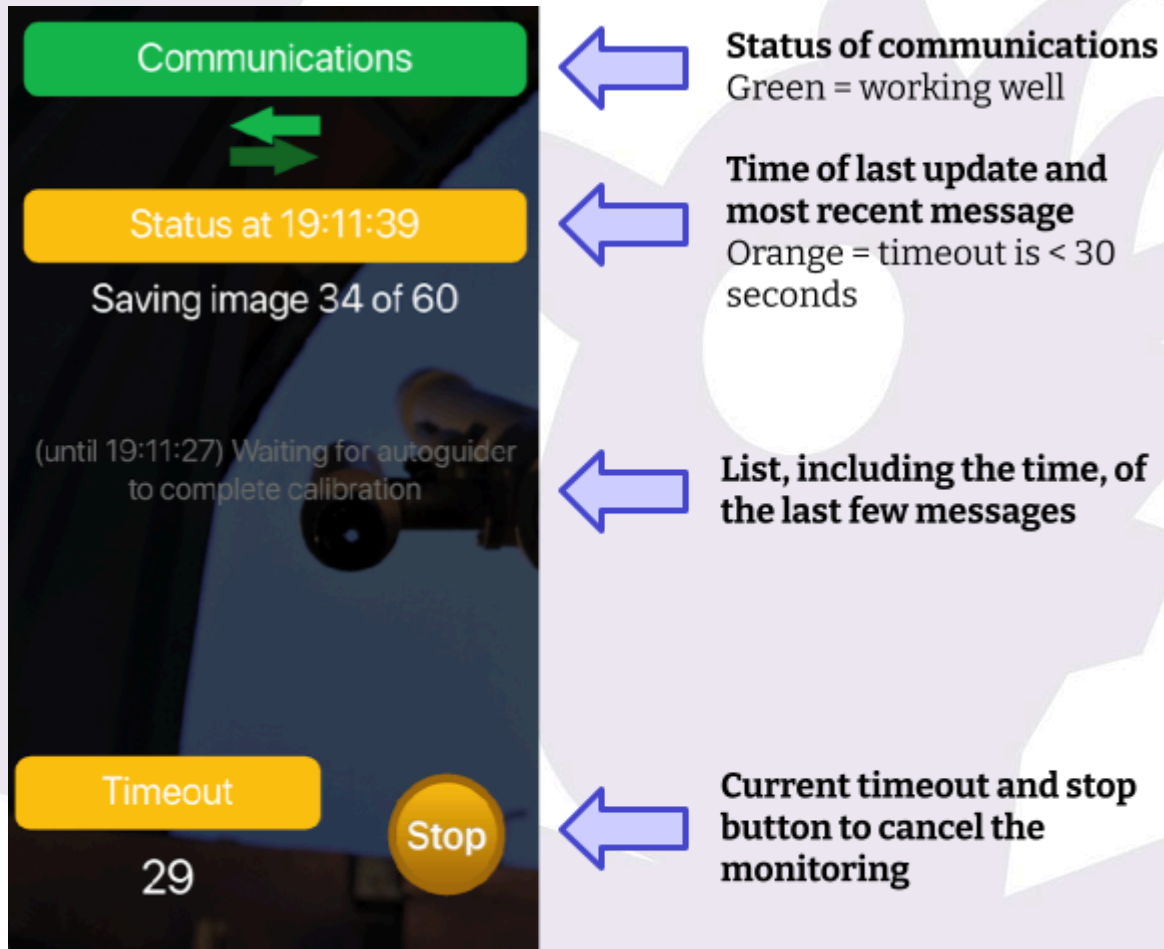 Communications
Status of communications
Green = working well
Status at 19:11:39
Saving image 34 of 60
Time of last update and
most recent message
Orange = timeout is < 30
seconds
(until 19:11:27) Waiting for autoguider
to complete calibration
List, including the time, of
the last few messages
Timeout
29
Stop
Current timeout and stop
button to cancel the
monitoring